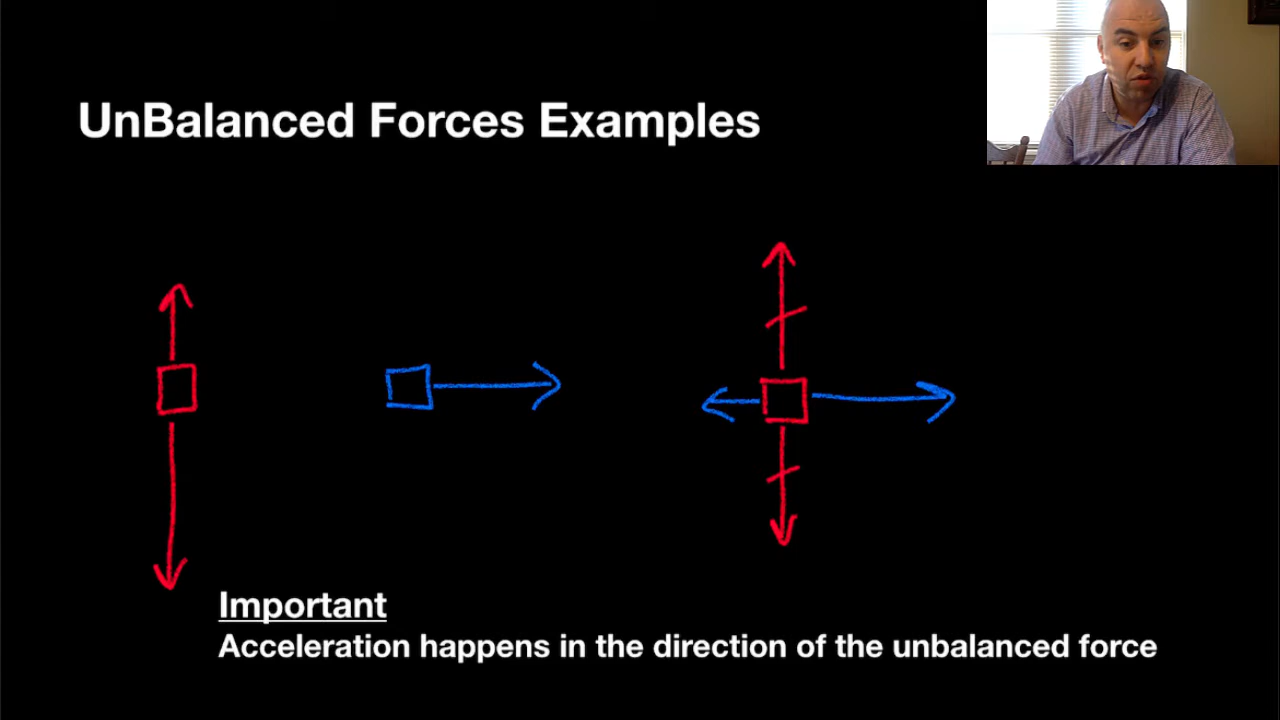 UnBalanced Forces Examples
Important
Acceleration happens in the direction of the unbalanced force